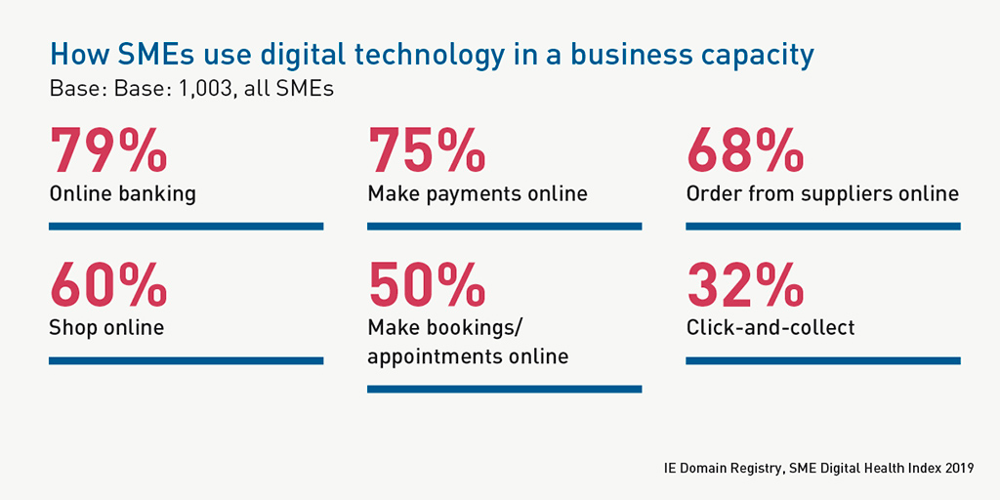 How SMEs use digital technology in a business capacity
Base: Base: 1,003, all SMEs
79%
Online banking
75%
Make payments online
68%
Order from suppliers online
60%
Shop online
50%
Make bookings/
appointments online
32%
Click-and-collect
IE Domain Registry, SME Digital Health Index 2019